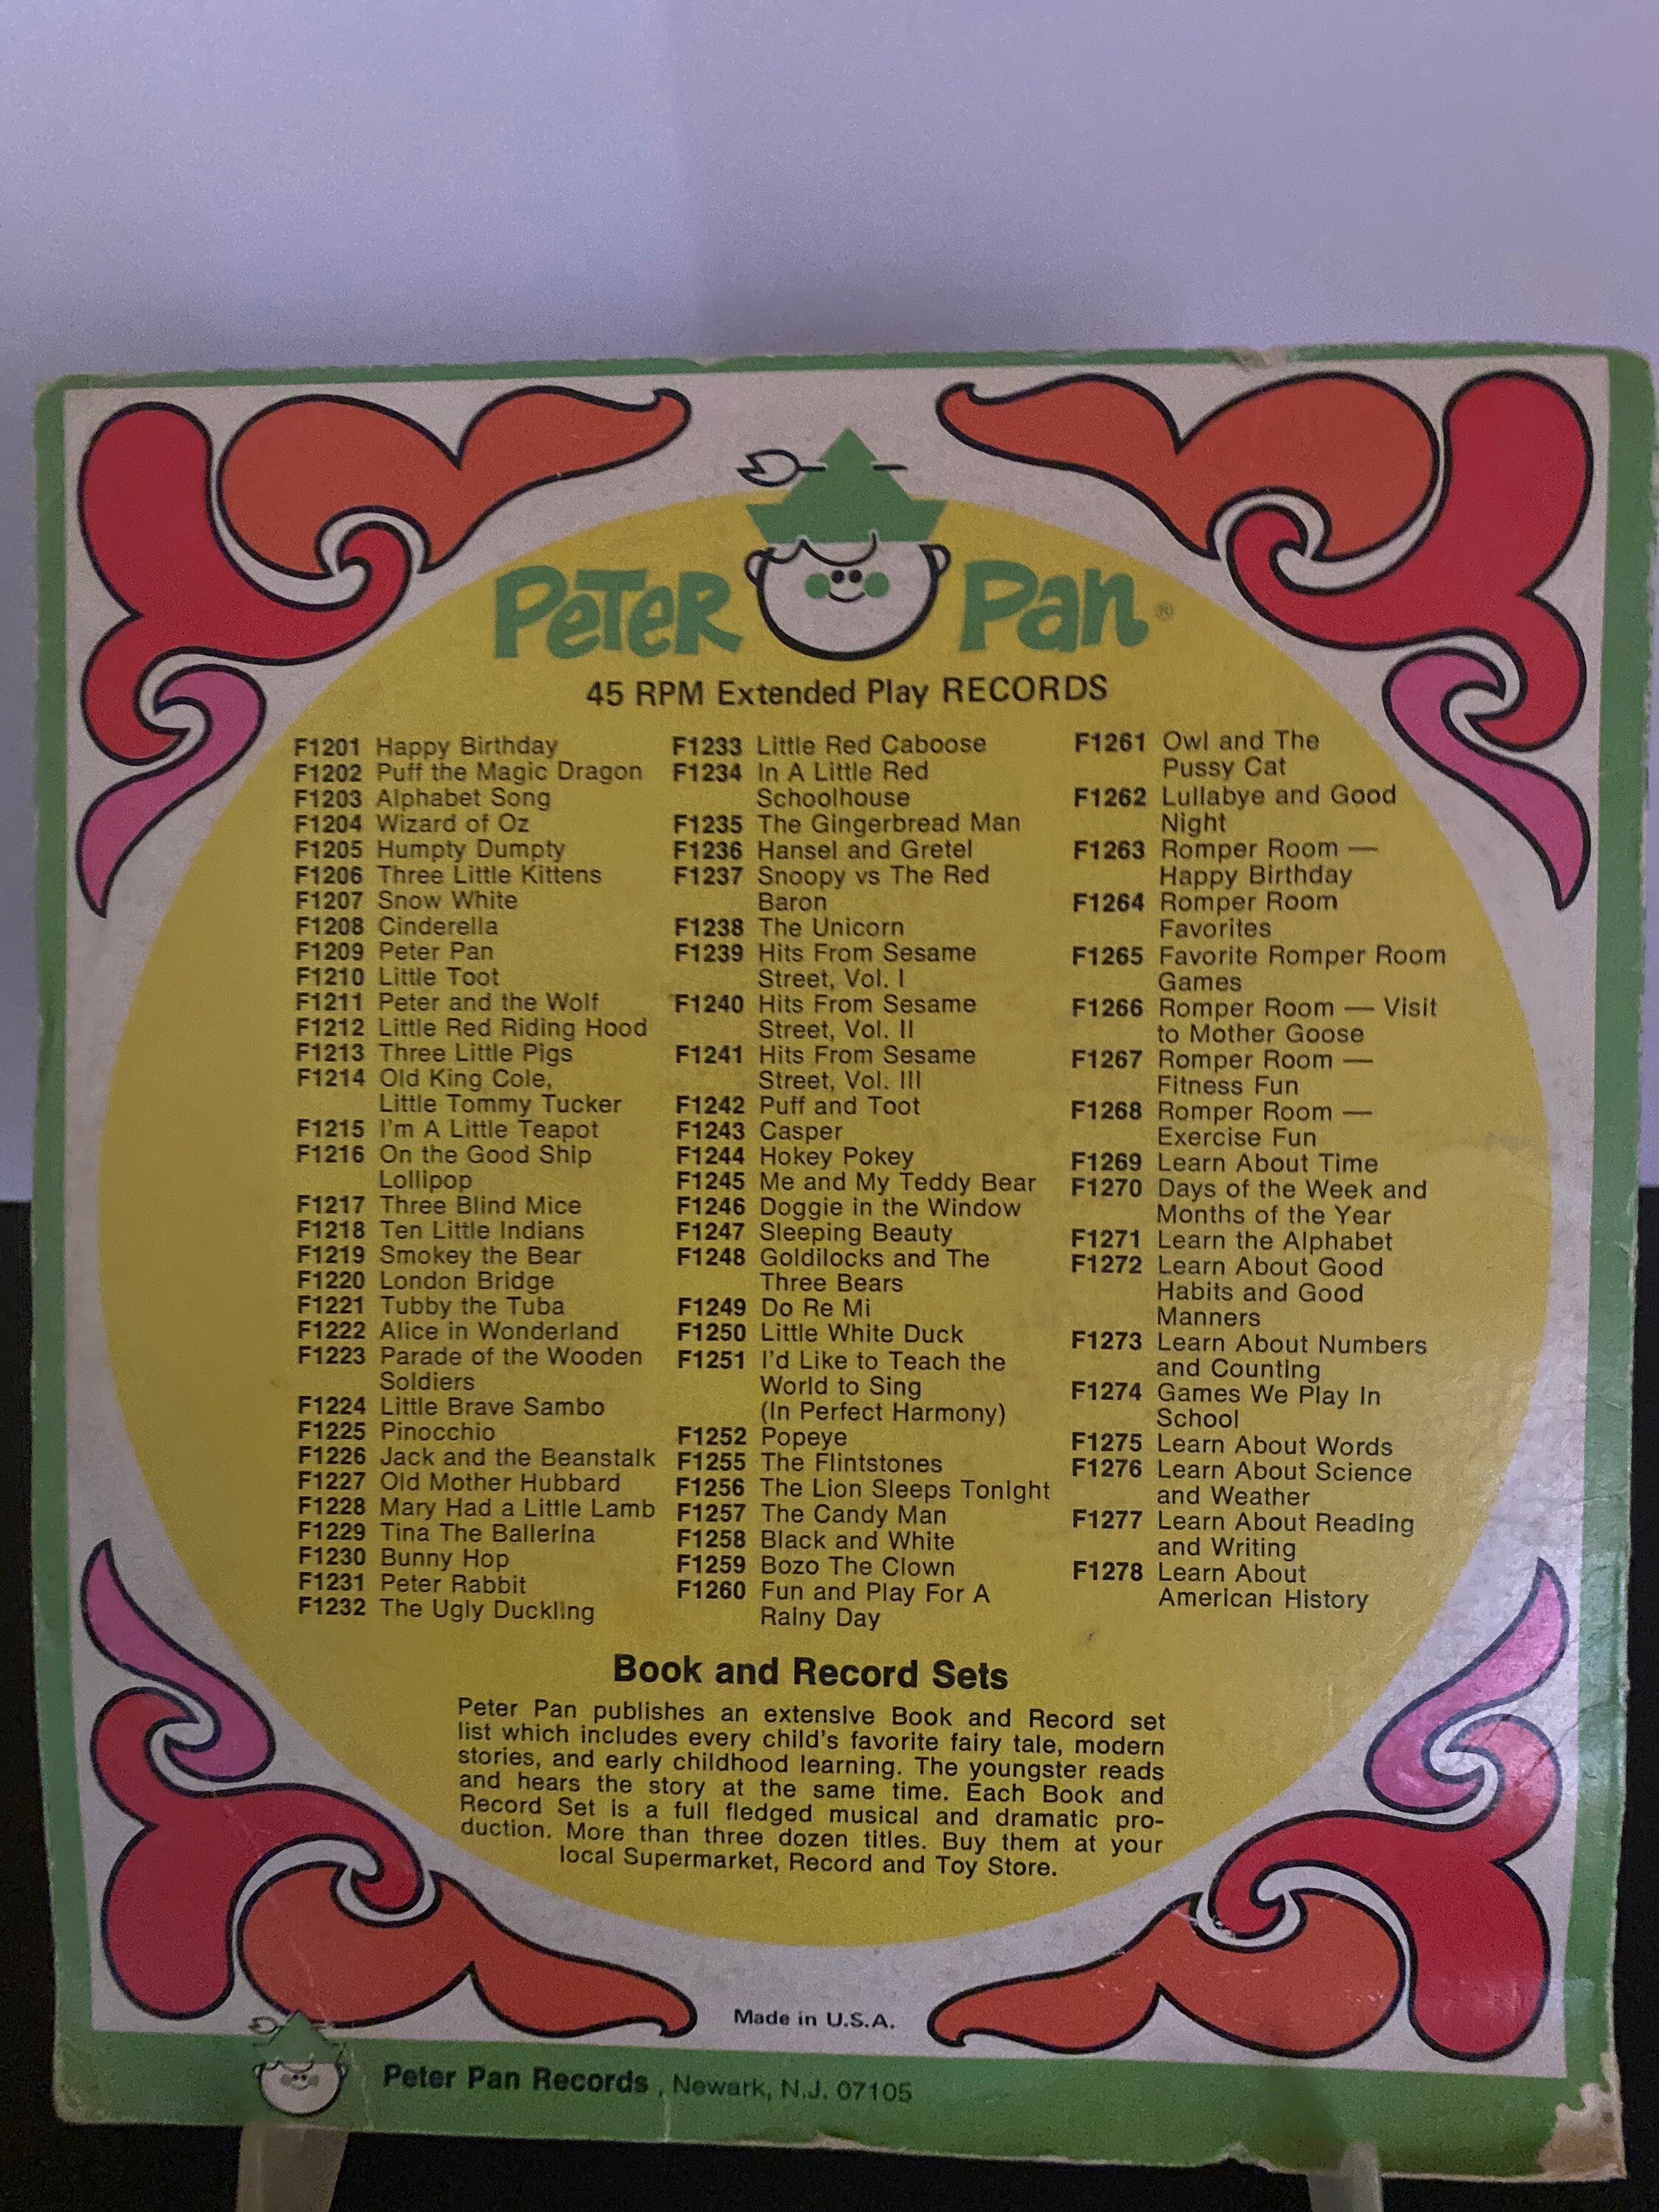 PETER PAN®
45 RPM Extended Play RECORDS
F1201 Happy Birthday
F1202 Puff the Magic Dragon
F1203 Alphabet Song
F1204 Wizard of Oz
F1205 Humpty Dumpty
F1206 Three Little Kittens
F1207 Snow White
F1208 Cinderella
F1209 Peter Pan
F1210 Little Toot
F1211 Peter and the Wolf
F1212 Little Red Riding Hood
F1213 Three Little Pigs
F1214 Old King Cole,
Little Tommy Tucker
F1215 I'm A Little Teapot
F1216 On the Good Ship
Lollipop
F1217 Three Blind Mice
F1218 Ten Little Indians
F1219 Smokey the Bear
F1220 London Bridge
F1221 Tubby the Tuba
F1222 Alice in Wonderland
F1223 Parade of the Wooden
Soldiers
F1224 Little Brave Sambo
F1225 Pinocchio
F1226 Jack and the Beanstalk
F1227 Old Mother Hubbard
F1228 Mary Had a Little Lamb
F1229 Tina The Ballerina
F1230 Bunny Hop
F1231 Peter Rabbit
F1232 The Ugly Duckling
F1233 Little Red Caboose
F1234 In A Little Red
Schoolhouse
F1235 The Gingerbread Man
F1236 Hansel and Gretel
F1237 Snoopy vs The Red
Baron
F1238 The Unicorn
F1239 Hits From Sesame
Street, Vol. I
F1240 Hits From Sesame
Street, Vol. II
F1241 Hits From Sesame
Street, Vol. III
F1242 Puff and Toot
F1243 Casper
F1244 Hokey Pokey
F1245 Me and My Teddy Bear
F1246 Doggie in the Window
F1247 Sleeping Beauty
F1248 Goldilocks and The
Three Bears
F1249 Do Re Mi
F1250 Little White Duck
F1251 I'd Like to Teach the
World to Sing
(In Perfect Harmony)
F1252 Popeye
F1255 The Flintstones
F1256 The Lion Sleeps Tonight
F1257 The Candy Man
F1258 Black and White
F1259 Bozo The Clown
F1260 Fun and Play For A
Rainy Day
F1261 Owl and The
Pussy Cat
F1262 Lullabye and Good
Night
F1263 Romper Room —
Happy Birthday
F1264 Romper Room
Favorites
F1265 Favorite Romper Room
Games
F1266 Romper Room — Visit
to Mother Goose
F1267 Romper Room —
Fitness Fun
F1268 Romper Room —
Exercise Fun
F1269 Learn About Time
F1270 Days of the Week and
Months of the Year
F1271 Learn the Alphabet
F1272 Learn About Good
Habits and Good
Manners
F1273 Learn About Numbers
and Counting
F1274 Games We Play In
School
F1275 Learn About Words
F1276 Learn About Science
and Weather
F1277 Learn About Reading
and Writing
F1278 Learn About
American History
Book and Record Sets
Peter Pan publishes an extensive Book and Record set
list which includes every child's favorite fairy tale, modern
stories, and early childhood learning. The youngster reads
and hears the story at the same time. Each Book and
Record Set is a full fledged musical and dramatic pro-
duction. More than three dozen titles. Buy them at your
local Supermarket, Record and Toy Store.
Made in U.S.A.
Peter Pan Records, Newark, N.J. 07105